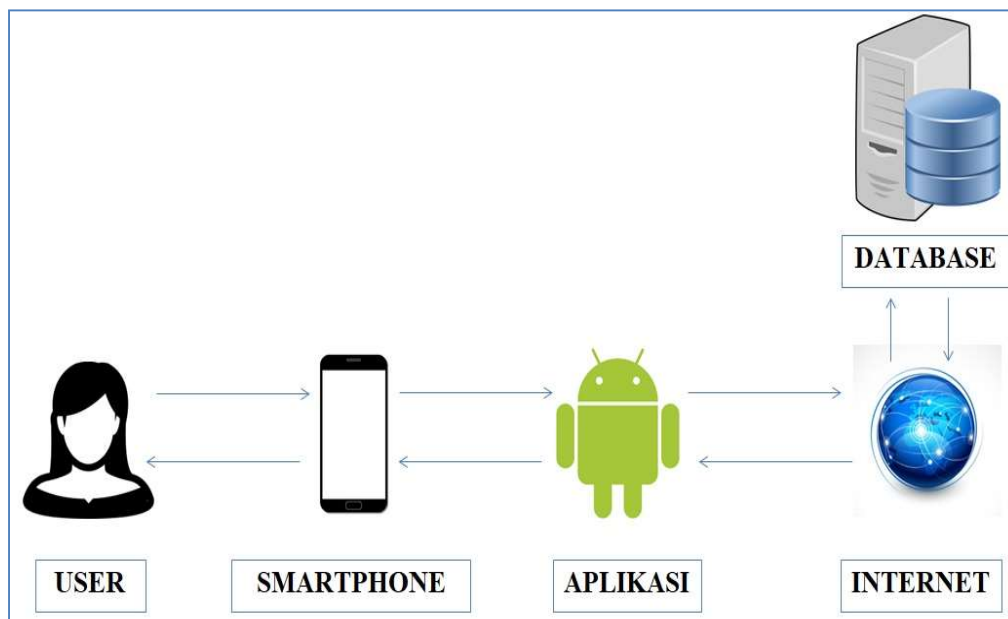 DATABASE
USER
SMARTPHONE
APLIKASI
INTERNET